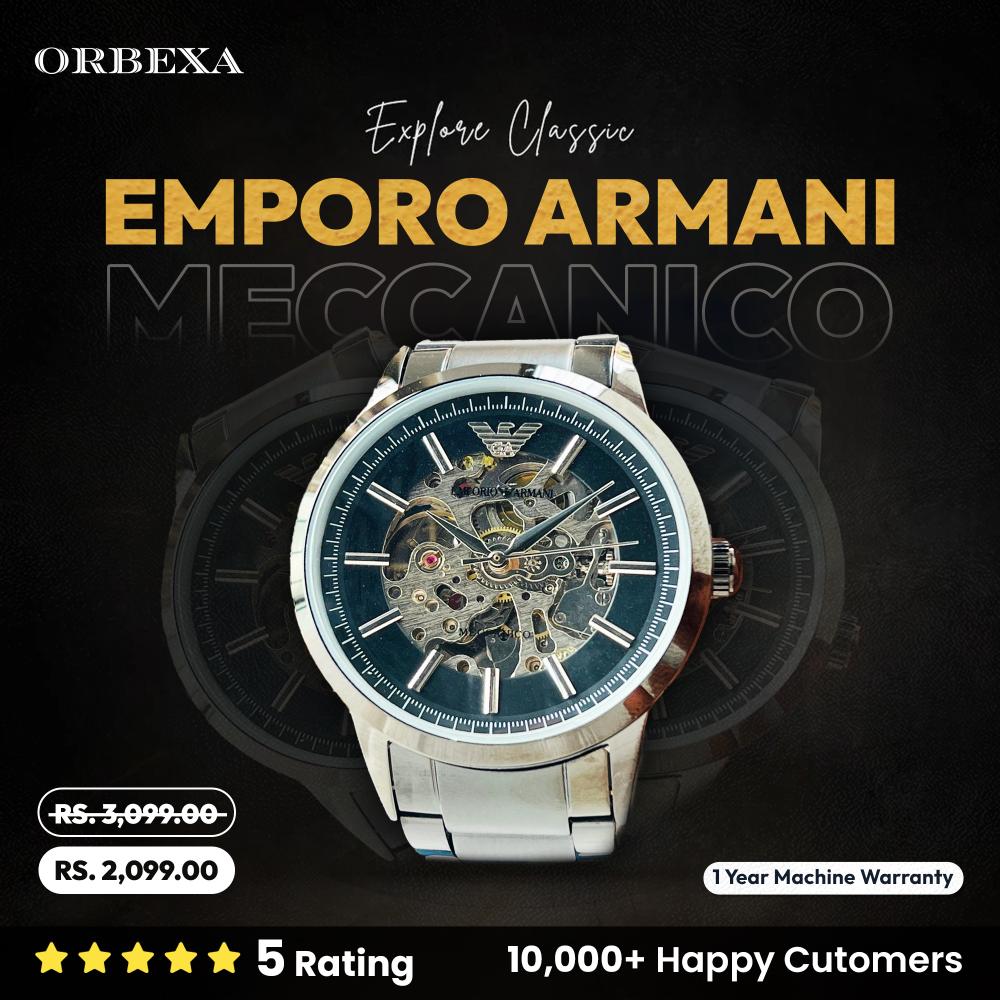 ORBEXA
Explore Classic
EMPORO ARMANI
MECCANICO
EMPORIO ARMANI
MECCANICO
RS. 3,099.00
RS. 2,099.00
1 Year Machine Warranty
5 Rating
10,000+ Happy Cutomers